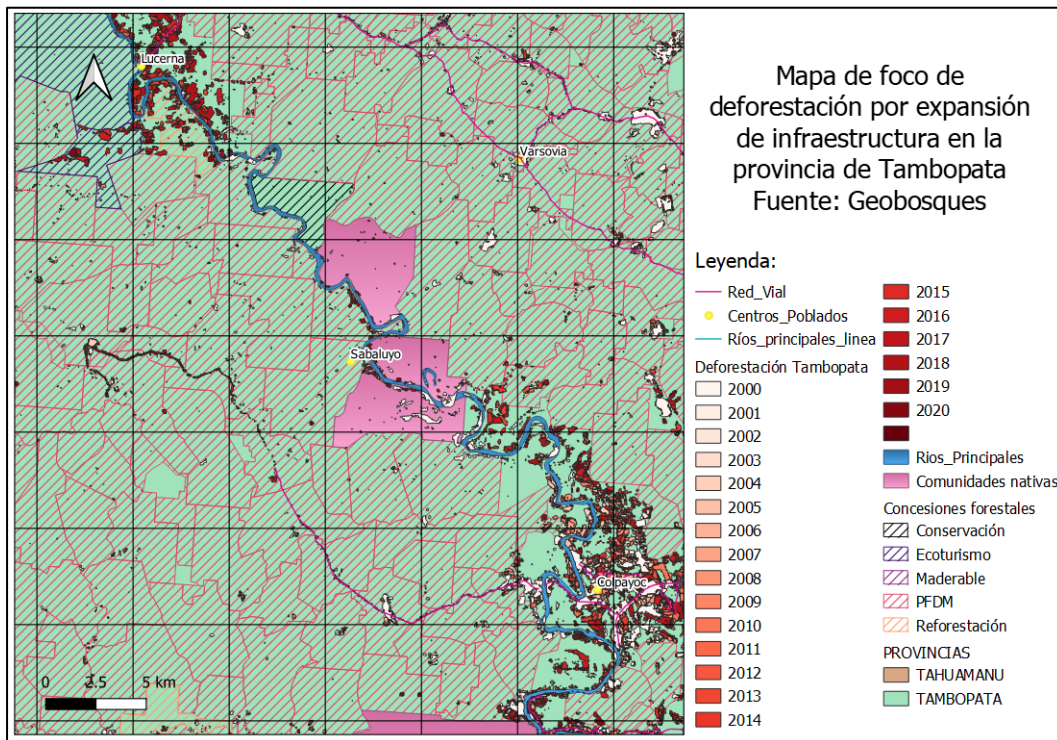 Lucerna
Varsovia
Sabaluyo
Colpayoc
0 2.5 5 km
Mapa de foco de
deforestación por expansión
de infraestructura en la
provincia de Tambopata
Fuente: Geobosques
Leyenda:
Red_Vial
Centros_Poblados
Ríos_principales_linea
Deforestación Tambopata
2000
2001
2002
2003
2004
2005
2006
2007
2008
2009
2010
2011
2012
2013
2014
2015
2016
2017
2018
2019
2020
Rios_Principales
Comunidades nativas
Concesiones forestales
Conservación
Ecoturismo
Maderable
PFDM
Reforestación
PROVINCIAS
TAHUAMANU
TAMBOPATA